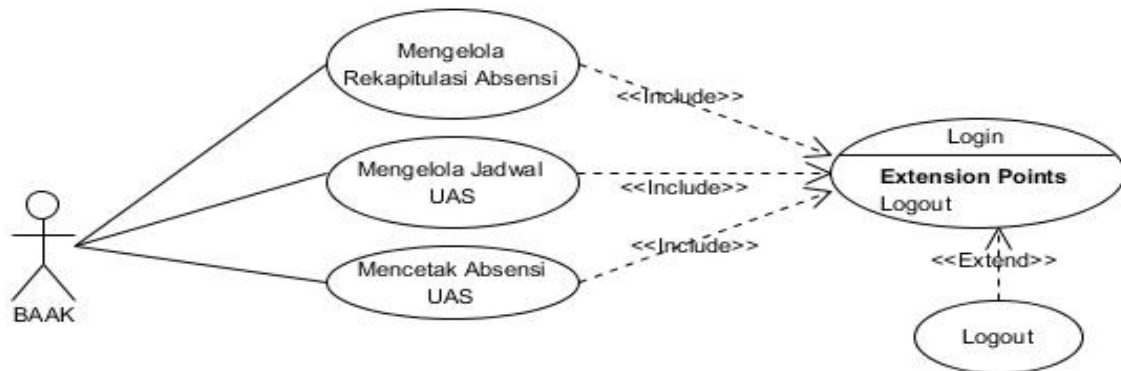 Mengelola
Rekapitulasi Absensi
<<Include>>
Login
Mengelola Jadwal
UAS
<<Include>>
Extension Points
Logout
<<Include>>
Mencetak Absensi
UAS
<<Extend>>
BAAK
Logout